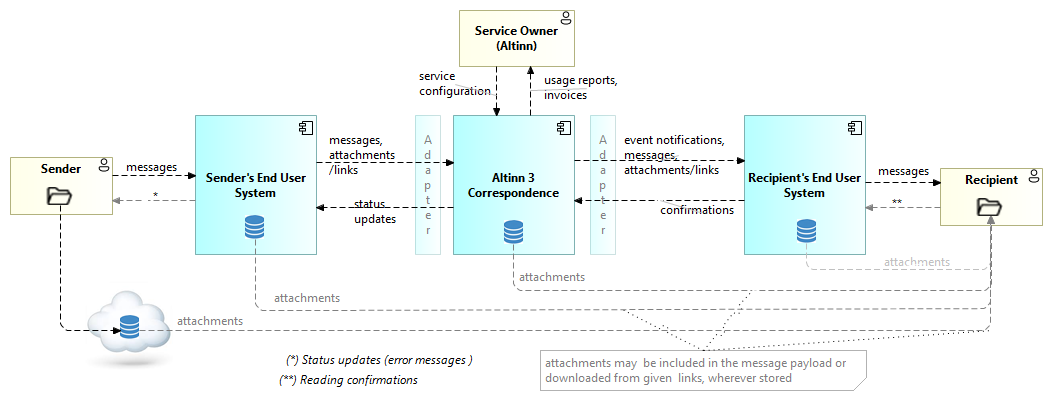 Service Owner
(Altinn)
service
configuration
usage reports,
invoices
Sender
messages
*
Sender's End User
System
messages,
attachments
/links
status
updates
Adapter
Altinn 3
Correspondence
Adapter
event notifications,
messages,
attachments/links
confirmations
Recipient's End User
System
messages
**
Recipient
attachments
attachments
attachments
attachments
(*) Status updates (error messages )
(**) Reading confirmations
attachments may be included in the message payload or
downloaded from given links, wherever stored